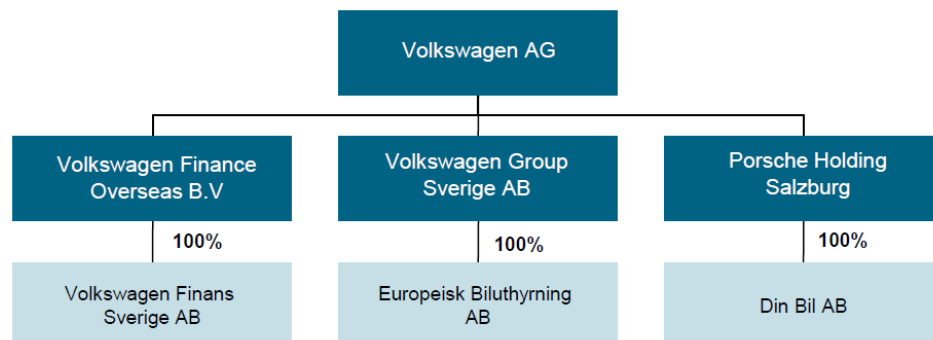 Volkswagen AG
Volkswagen Finance
Overseas B.V
Volkswagen Group
Sverige AB
Porsche Holding
Salzburg
100%
100%
100%
Volkswagen Finans
Sverige AB
Europeisk Biluthyrning
AB
Din Bil AB